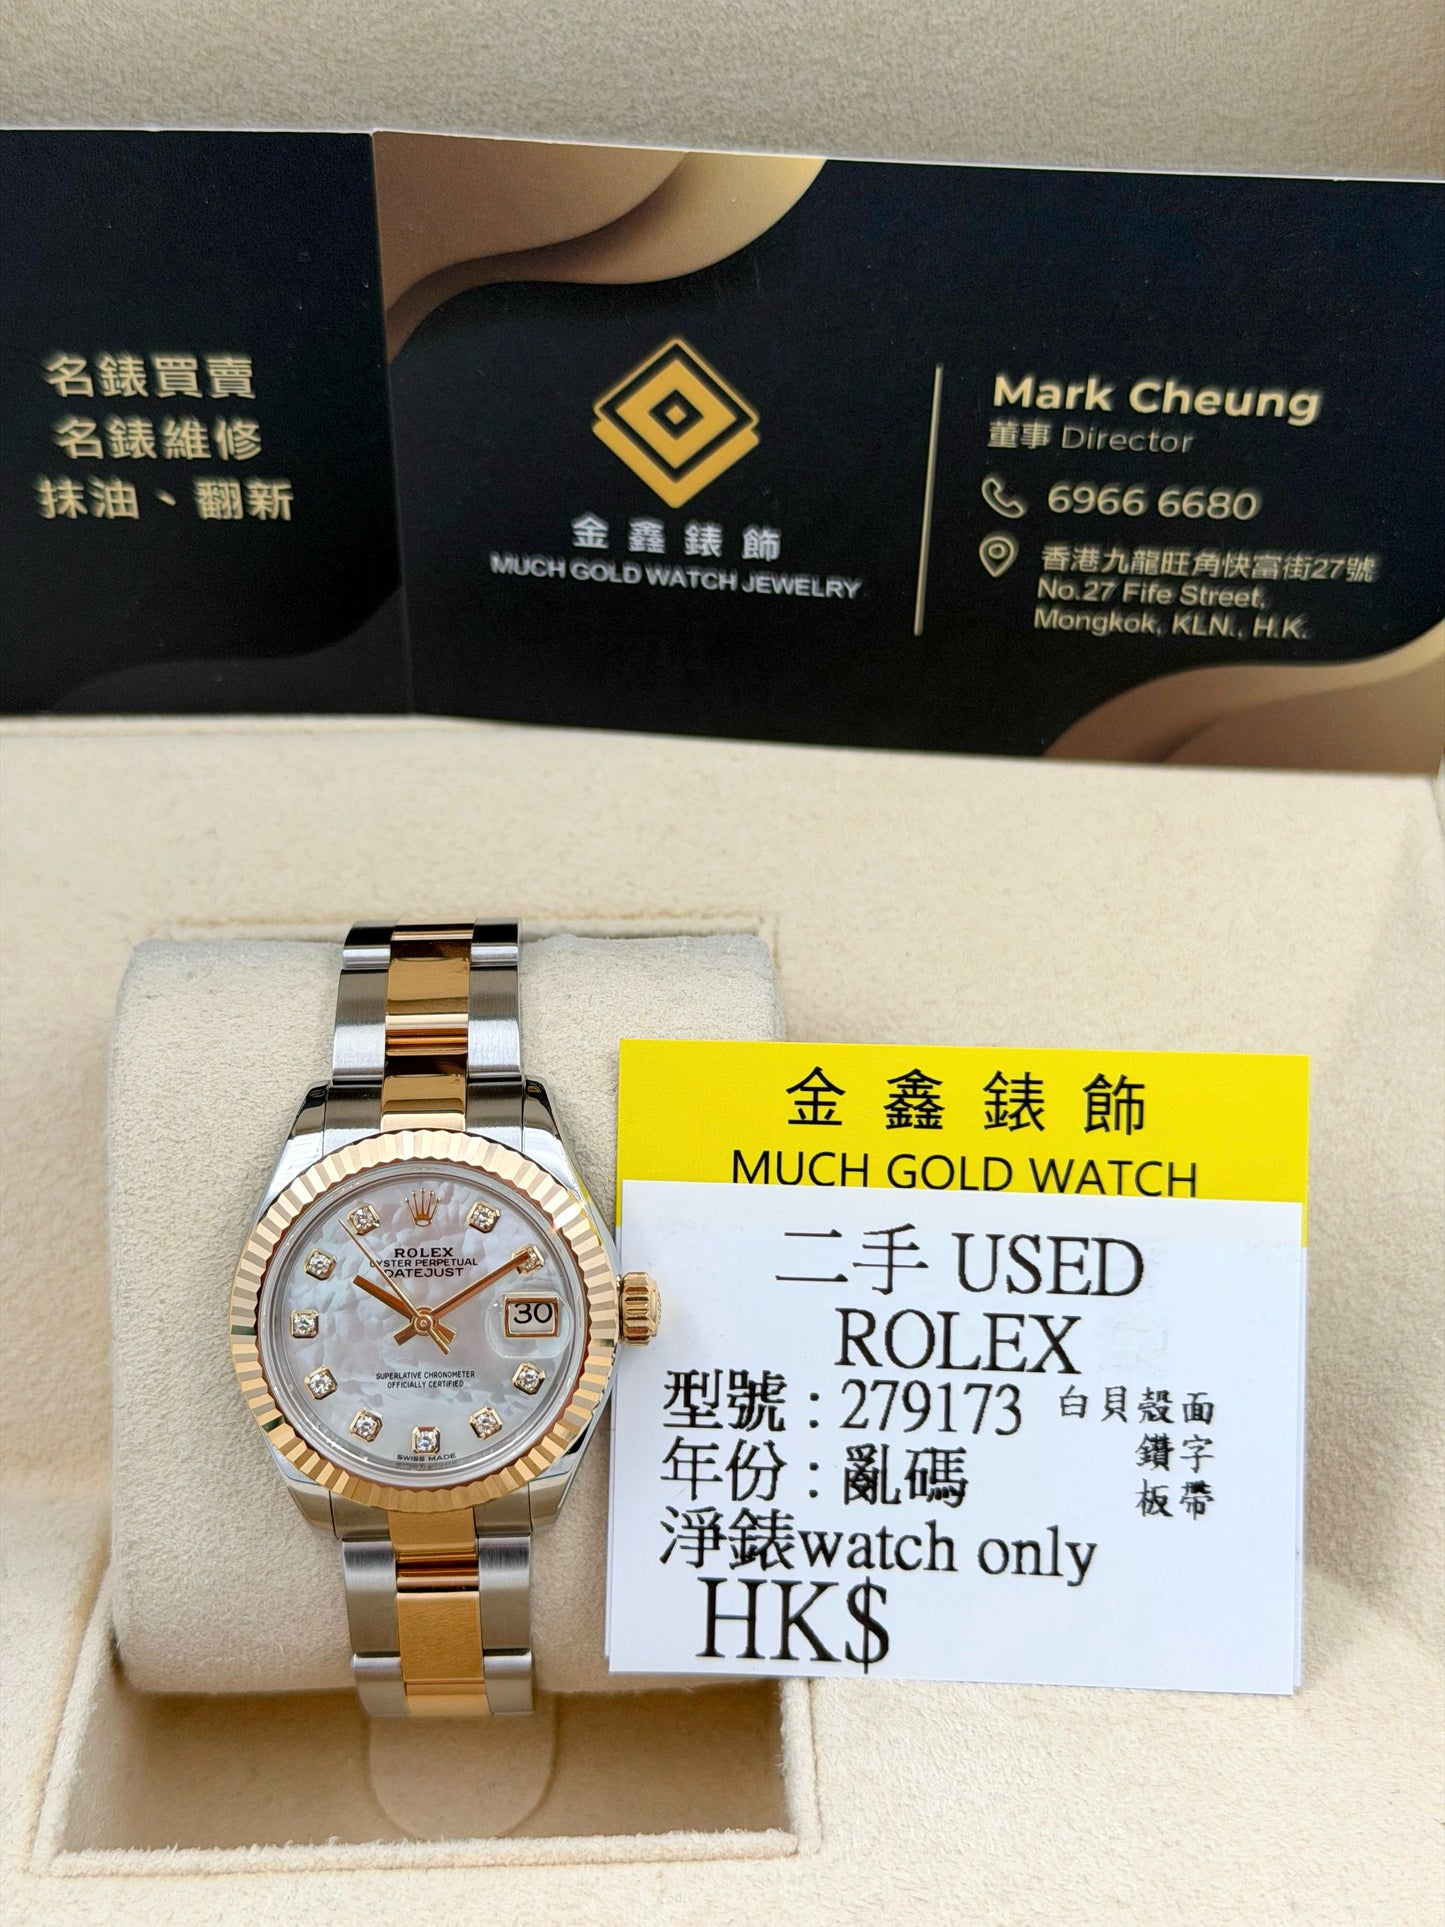 名錶買賣
名錶維修
抹油、翻新
金鑫錶飾
MUCH GOLD WATCH JEWELRY
Mark Cheung
董事 Director
6966 6680
香港九龍旺角快富街27號
No.27 Fife Street,
Mongkok, KLN., H.K.
金鑫錶飾
MUCH GOLD WATCH
二手 USED
ROLEX
型號：279173 白貝殼面
鑽字
年份：亂碼
板帶
淨錶watch only
HK$
ROLEX
OYSTER PERPETUAL
DATEJUST
30
SUPERLATIVE CHRONOMETER
OFFICIALLY CERTIFIED
SWISS MADE